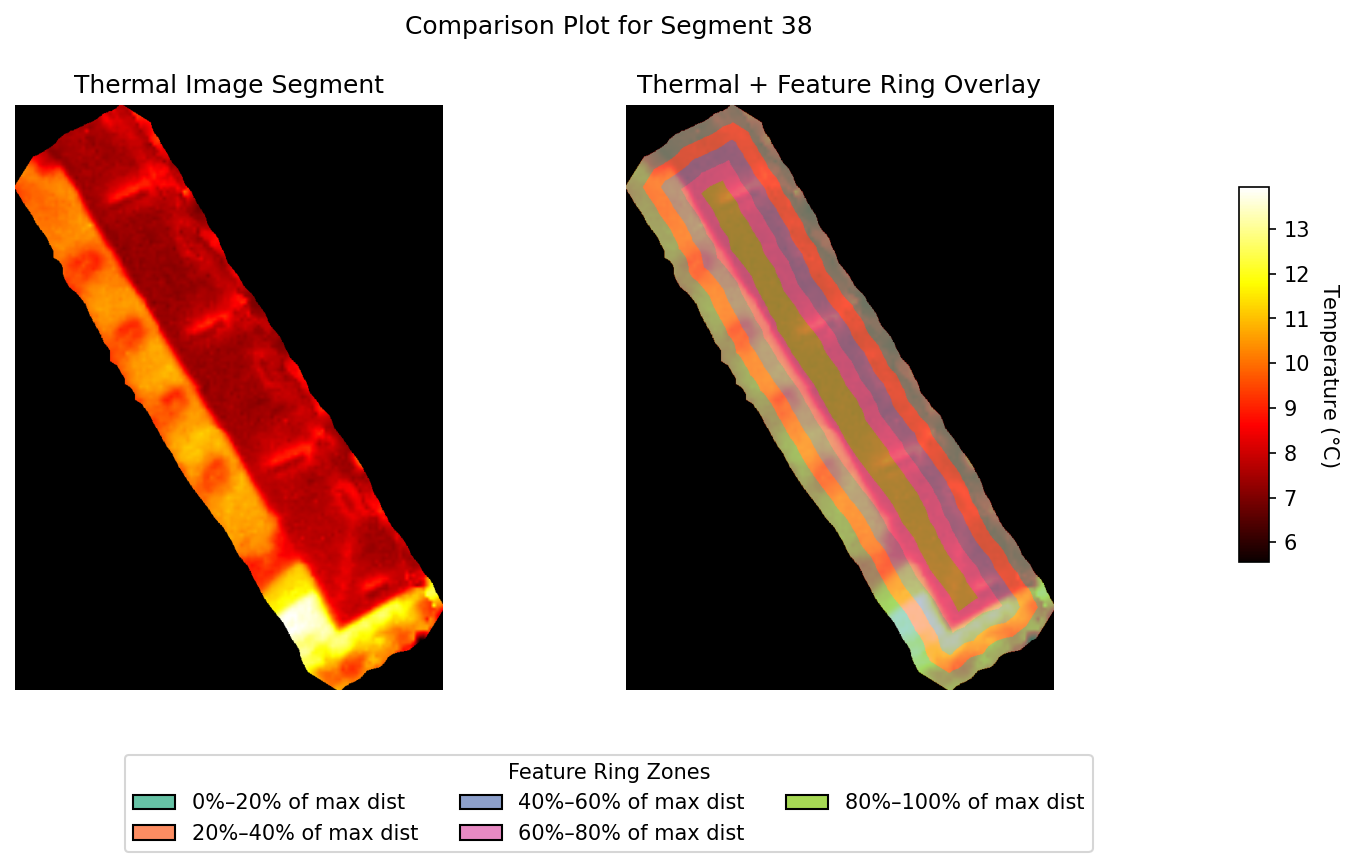 Comparison Plot for Segment 38
Thermal Image Segment
Thermal + Feature Ring Overlay
13
12
11
10
9
8
7
6
Temperature (°C)
Feature Ring Zones
0%–20% of max dist
40%–60% of max dist
80%–100% of max dist
20%–40% of max dist
60%–80% of max dist